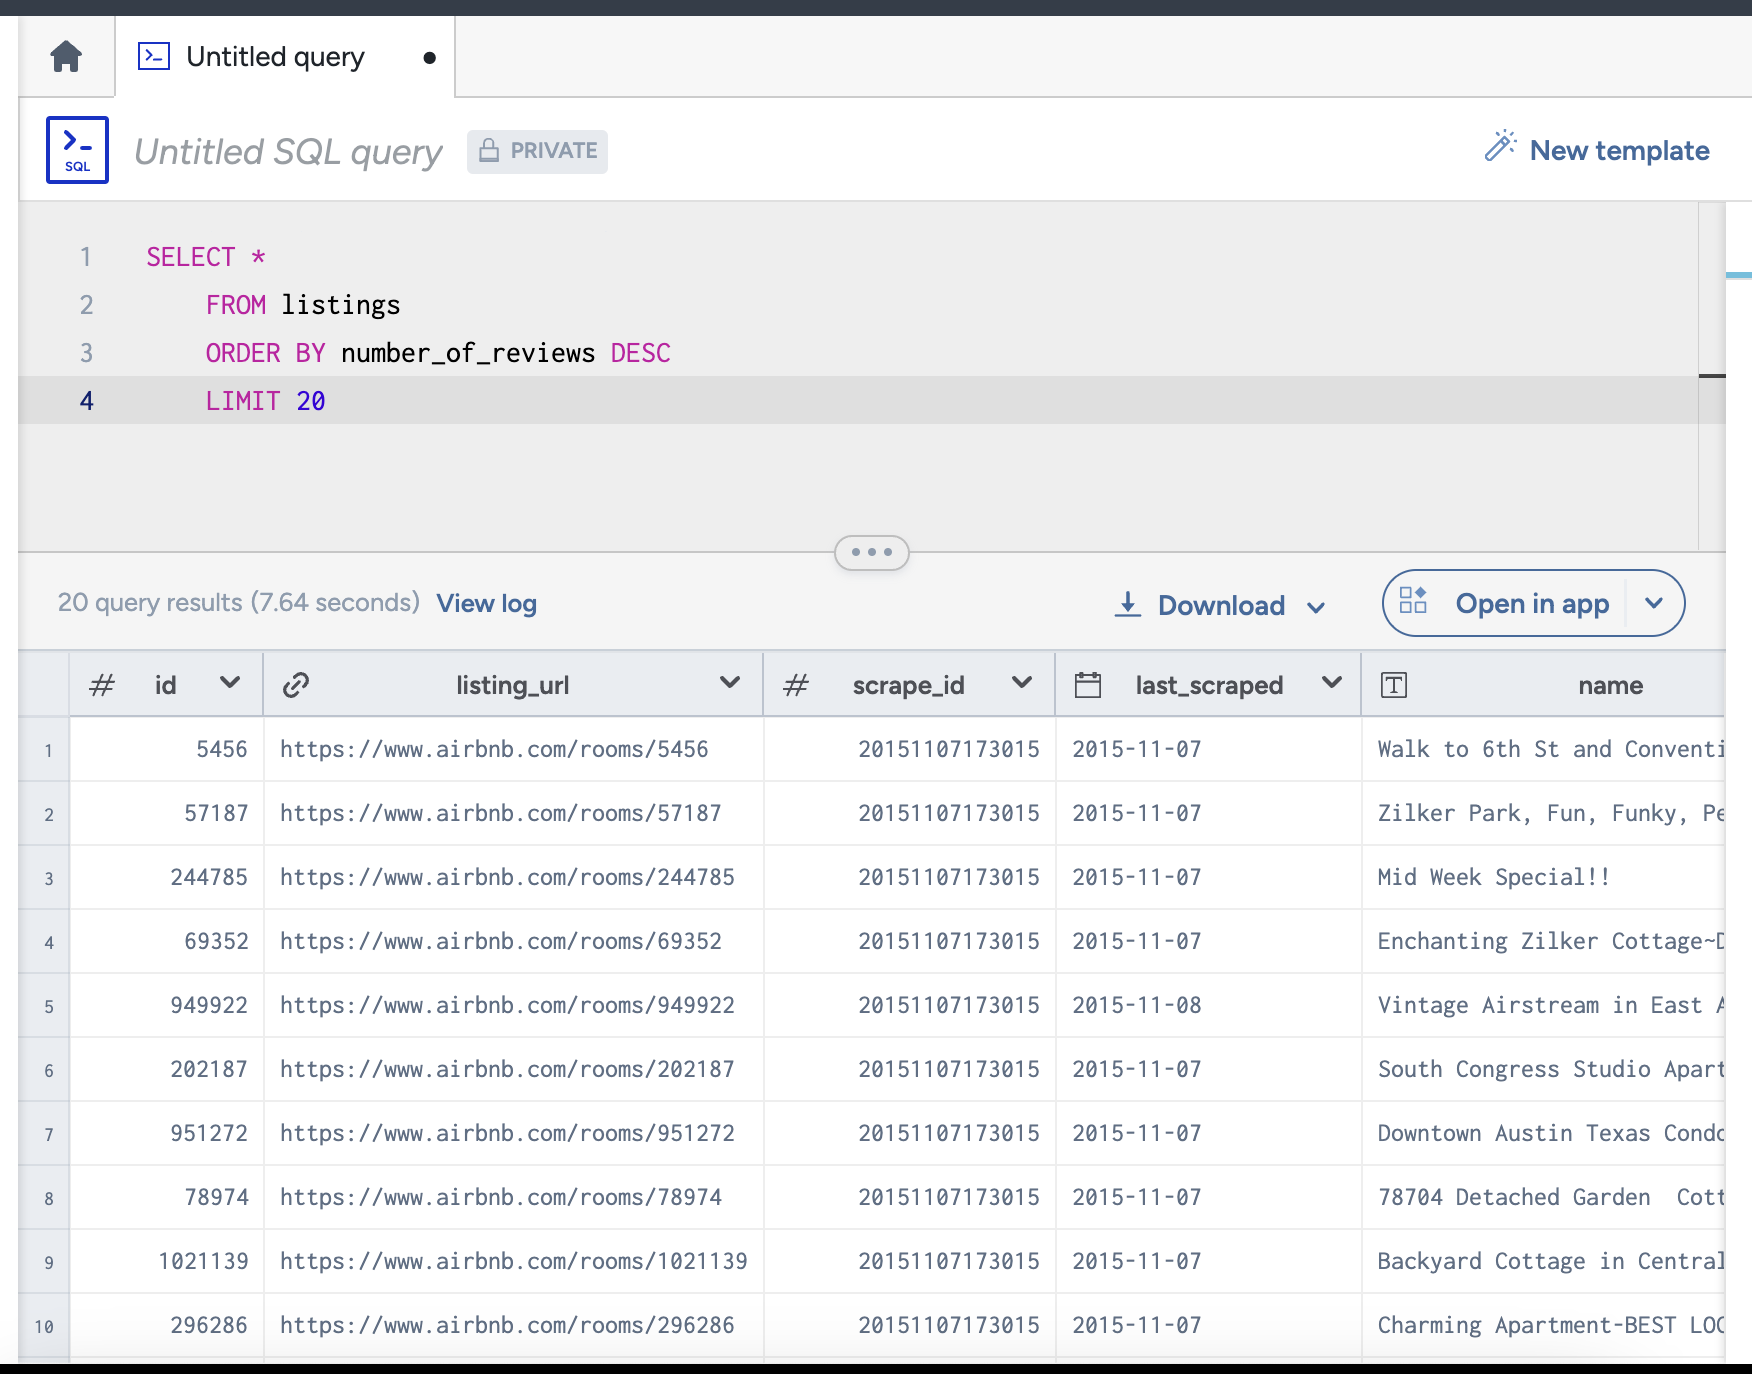 Untitled query
SQL
Untitled SQL query PRIVATE New template
1 SELECT *
2 FROM listings
3 ORDER BY number_of_reviews DESC
4 LIMIT 20
20 query results (7.64 seconds) View log Download Open in app
# id listing_url # scrape_id last_scraped T name
1 5456 https://www.airbnb.com/rooms/5456 20151107173015 2015-11-07 Walk to 6th St and Conventi
2 57187 https://www.airbnb.com/rooms/57187 20151107173015 2015-11-07 Zilker Park, Fun, Funky, Pe
3 244785 https://www.airbnb.com/rooms/244785 20151107173015 2015-11-07 Mid Week Special!!
4 69352 https://www.airbnb.com/rooms/69352 20151107173015 2015-11-07 Enchanting Zilker Cottage~D
5 949922 https://www.airbnb.com/rooms/949922 20151107173015 2015-11-08 Vintage Airstream in East A
6 202187 https://www.airbnb.com/rooms/202187 20151107173015 2015-11-07 South Congress Studio Apart
7 951272 https://www.airbnb.com/rooms/951272 20151107173015 2015-11-07 Downtown Austin Texas Condo
8 78974 https://www.airbnb.com/rooms/78974 20151107173015 2015-11-07 78704 Detached Garden  Cott
9 1021139 https://www.airbnb.com/rooms/1021139 20151107173015 2015-11-07 Backyard Cottage in Central
10 296286 https://www.airbnb.com/rooms/296286 20151107173015 2015-11-07 Charming Apartment-BEST LOC